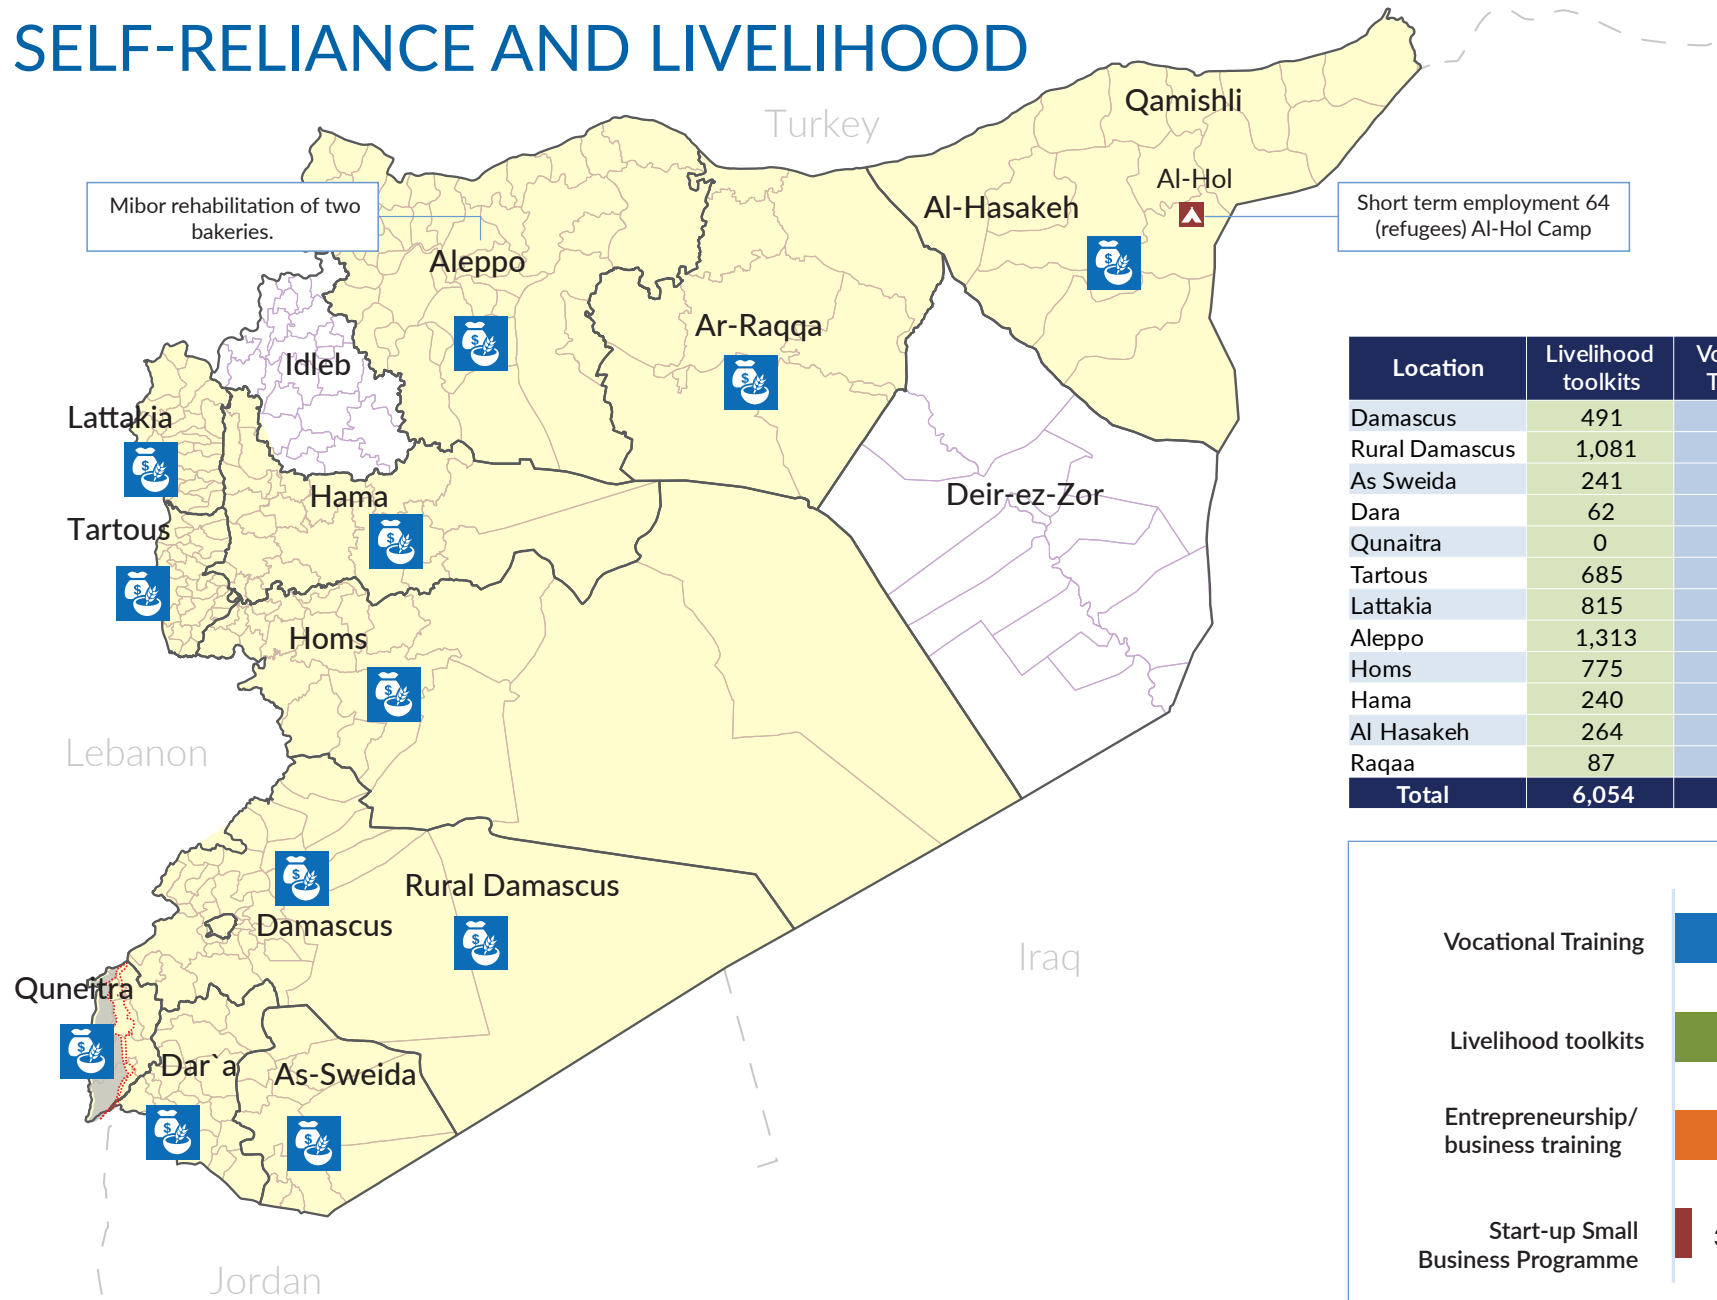 SELF-RELIANCE AND LIVELIHOOD
Turkey
Qamishli
Al-Hol
Al-Hasakeh
Short term employment 64
(refugees) Al-Hol Camp
Mibor rehabilitation of two
bakeries.
Aleppo
Ar-Raqqa
Idleb
Lattakia
Hama
Deir-ez-Zor
Tartous
Homs
Lebanon
Rural Damascus
Damascus
Iraq
Quneitra
Dar`a
As-Sweida
Jordan
Location Livelihood toolkits
Damascus 491
Rural Damascus 1,081
As Sweida 241
Dara 62
Qunaitra 0
Tartous 685
Lattakia 815
Aleppo 1,313
Homs 775
Hama 240
Al Hasakeh 264
Raqaa 87
Total 6,054
Vocational Training
Livelihood toolkits
Entrepreneurship/
business training
Start-up Small
Business Programme